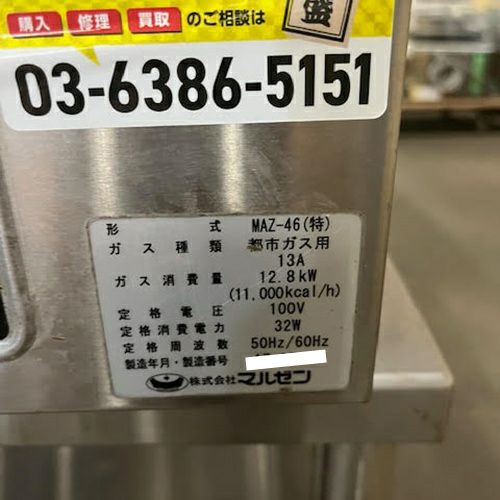 購入 修理 買取 のご相談は
盛
03-6386-5151
形式 MAZ-46(特)
ガス種類 都市ガス用
13A
ガス消費量 12.8kW
(11,000kcal/h)
定格電圧 100V
定格消費電力 32W
定格周波数 50Hz/60Hz
製造年月・製造番号
株式会社マルゼン